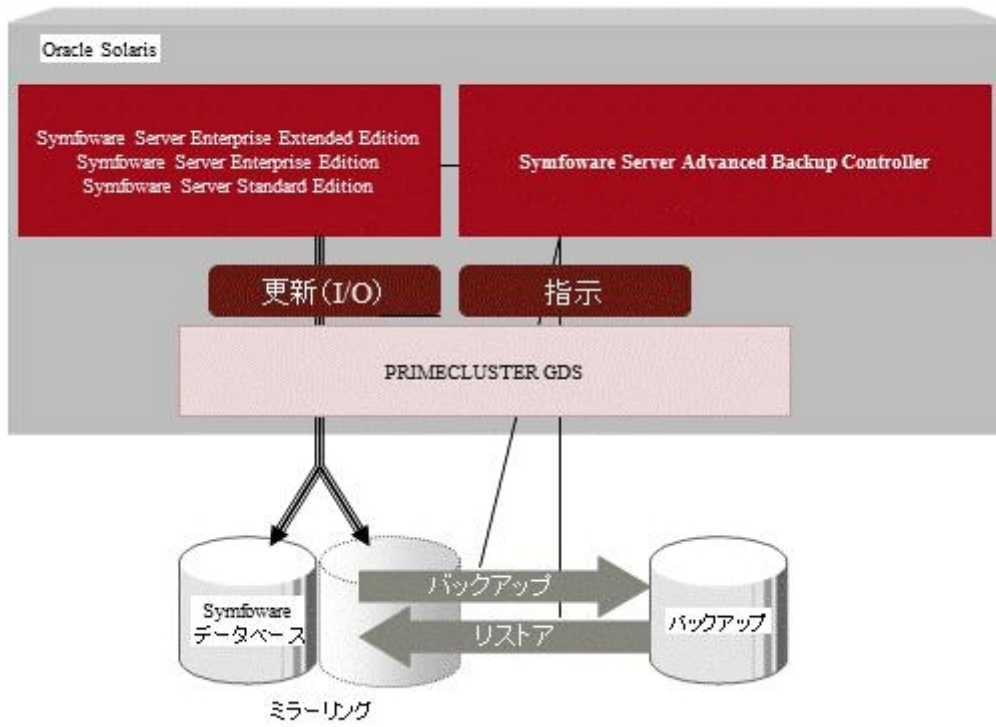 Oracle Solaris
Symfoware Server Enterprise Extended Edition
Symfoware Server Enterprise Edition
Symfoware Server Standard Edition
Symfoware Server Advanced Backup Controller
更新(I/O)
指示
PRIMECLUSTER GDS
Symfoware
データベース
バックアップ
リストア
バックアップ
ミラーリング